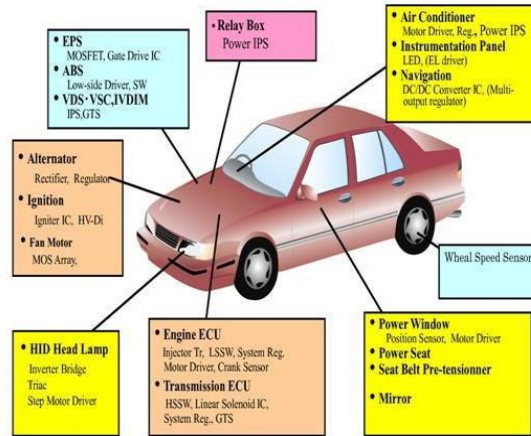 • EPS
MOSFET, Gate Drive IC
• ABS
Low-side Driver, SW
• VDS·VSC,IVDIM
IPS,GTS
• Relay Box
Power IPS
• Air Conditioner
Motor Driver, Reg., Power IPS
• Instrumentation Panel
LED, (EL driver)
• Navigation
DC/DC Converter IC, (Multi-
output regulator)
• Alternator
Rectifier, Regulator
• Ignition
Igniter IC, HV-Di
• Fan Motor
MOS Array,
Wheal Speed Sensor
• HID Head Lamp
Inverter Bridge
Triac
Step Motor Driver
• Engine ECU
Injector Tr, LSSW, System Reg.
Motor Driver, Crank Sensor
• Transmission ECU
HSSW, Linear Solenoid IC,
System Reg., GTS
• Power Window
Position Sensor, Motor Driver
• Power Seat
• Seat Belt Pre-tensionner
• Mirror